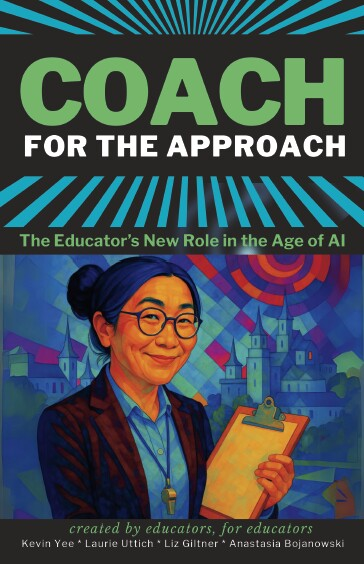 COACH
FOR THE APPROACH
The Educator's New Role in the Age of AI
created by educators, for educators
Kevin Yee * Laurie Uttich * Liz Giltner * Anastasia Bojanowski